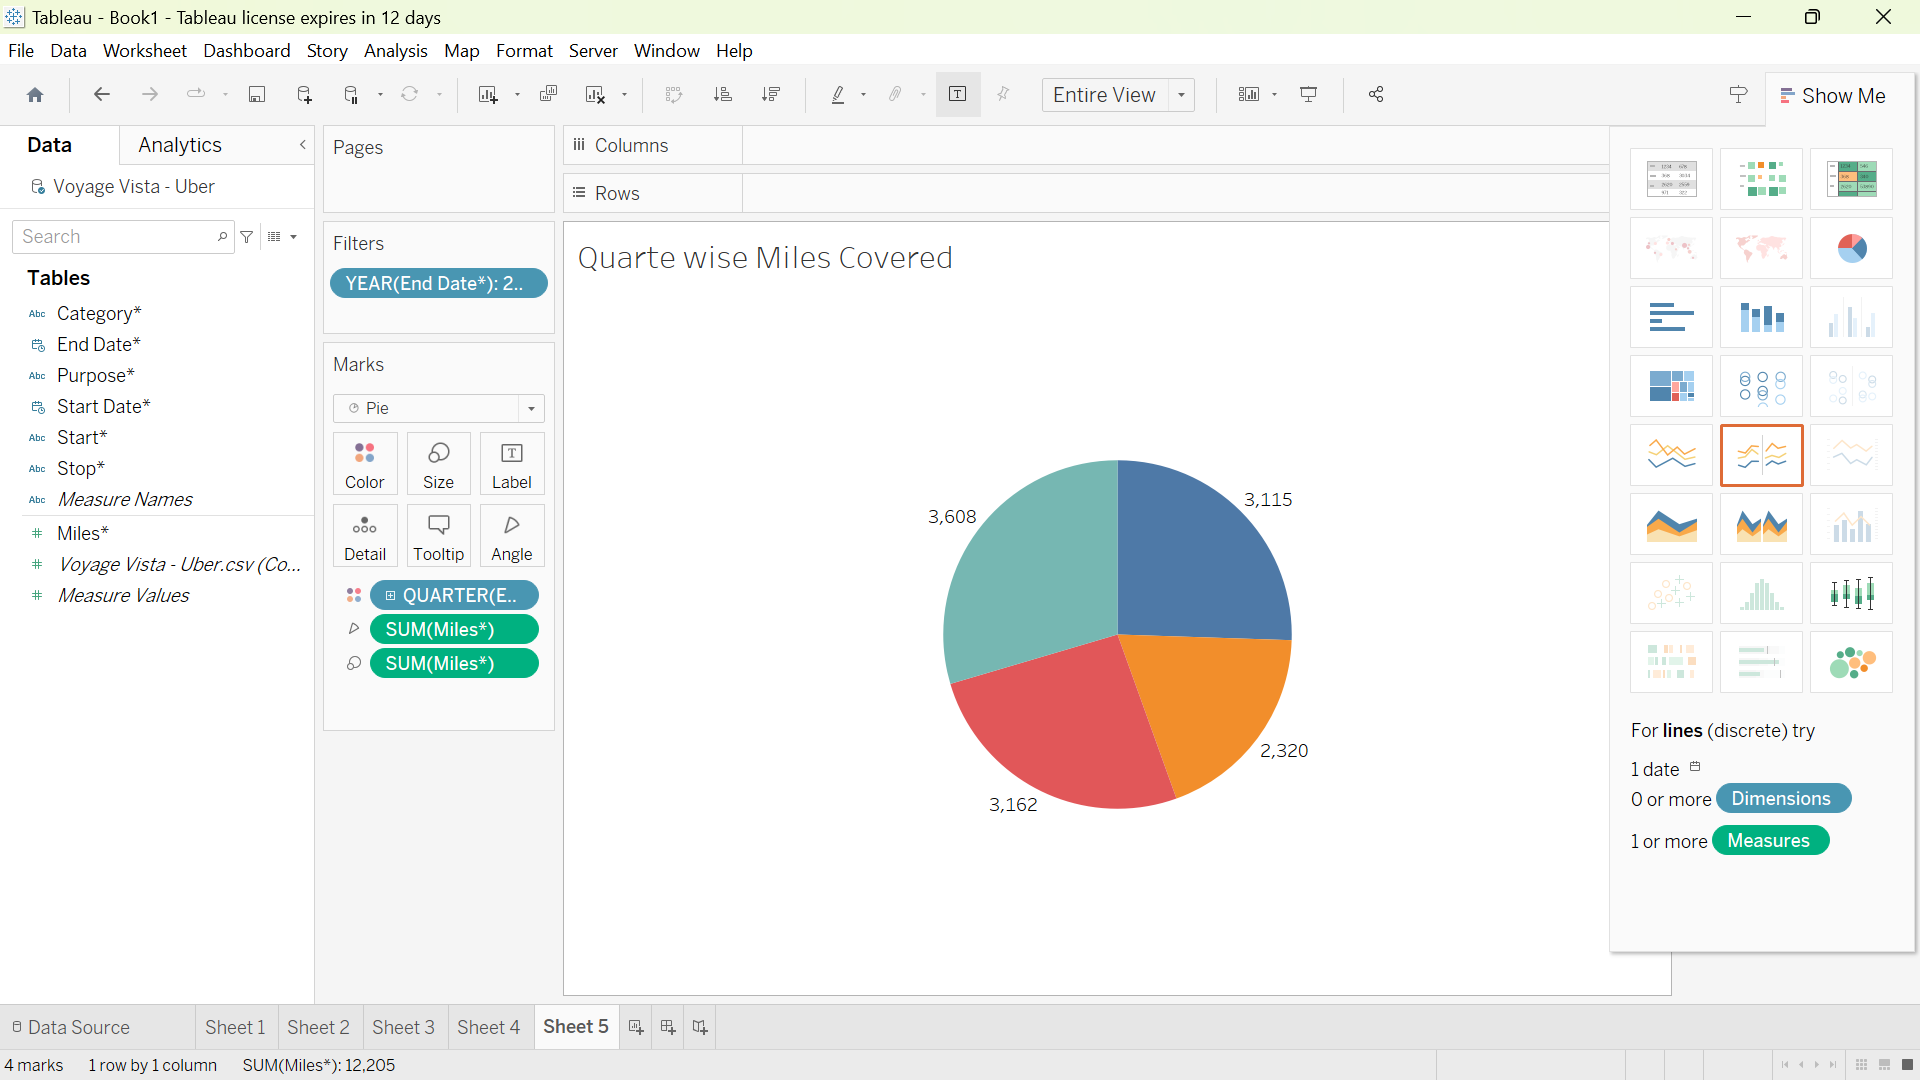 Tableau - Book1 - Tableau license expires in 12 days
File Data Worksheet Dashboard Story Analysis Map Format Server Window Help
Entire View
Show Me
Data Analytics
Voyage Vista - Uber
Search
Tables
Abc Category*
End Date*
Abc Purpose*
Start Date*
Abc Start*
Abc Stop*
Abc Measure Names
# Miles*
# Voyage Vista - Uber.csv (Co...
# Measure Values
Pages
Filters
YEAR(End Date*): 2..
Marks
Pie
Color Size Label
Detail Tooltip Angle
QUARTER(E..
SUM(Miles*)
SUM(Miles*)
Columns
Rows
Quarte wise Miles Covered
3,608
3,115
2,320
3,162
For lines (discrete) try
1 date
0 or more Dimensions
1 or more Measures
Data Source Sheet 1 Sheet 2 Sheet 3 Sheet 4 Sheet 5
4 marks 1 row by 1 column SUM(Miles*): 12,205